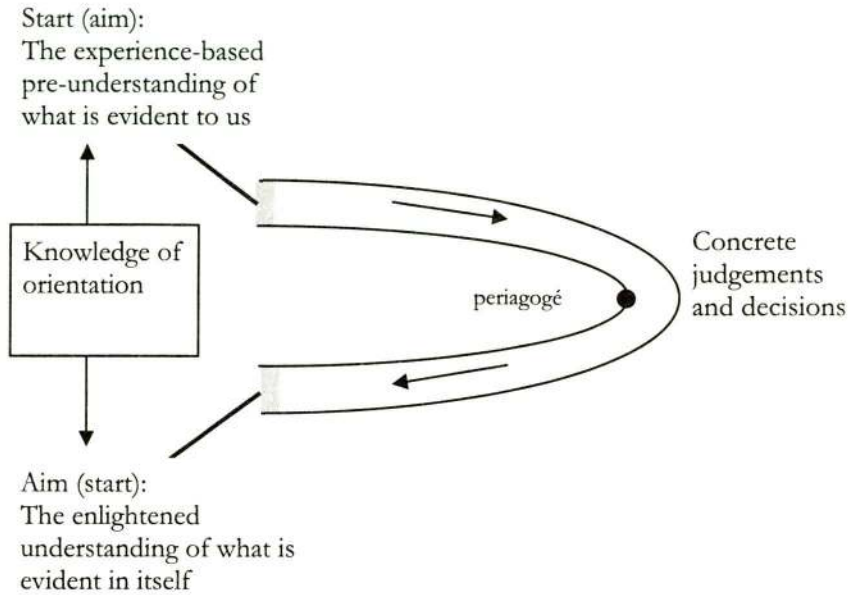 Start (aim):
The experience-based
pre-understanding of
what is evident to us
Knowledge of
orientation
periagogé
Concrete
judgements
and decisions
Aim (start):
The enlightened
understanding of what is
evident in itself